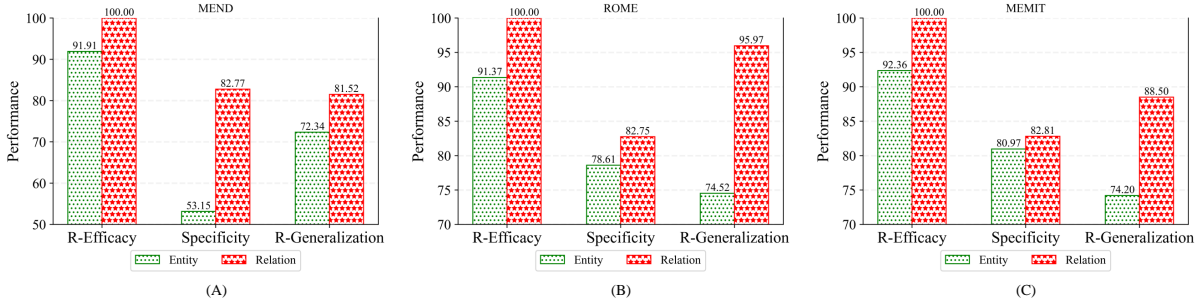 MEND
Performance
100
90
80
70
60
50
91.91
100.00
53.15
82.77
72.34
81.52
R-Efficacy Specificity R-Generalization
Entity Relation
(A)
ROME
Performance
100
95
90
85
80
75
70
91.37
100.00
78.61
82.75
74.52
95.97
R-Efficacy Specificity R-Generalization
Entity Relation
(B)
MEMIT
Performance
100
95
90
85
80
75
70
92.36
100.00
80.97
82.81
74.20
88.50
R-Efficacy Specificity R-Generalization
Entity Relation
(C)